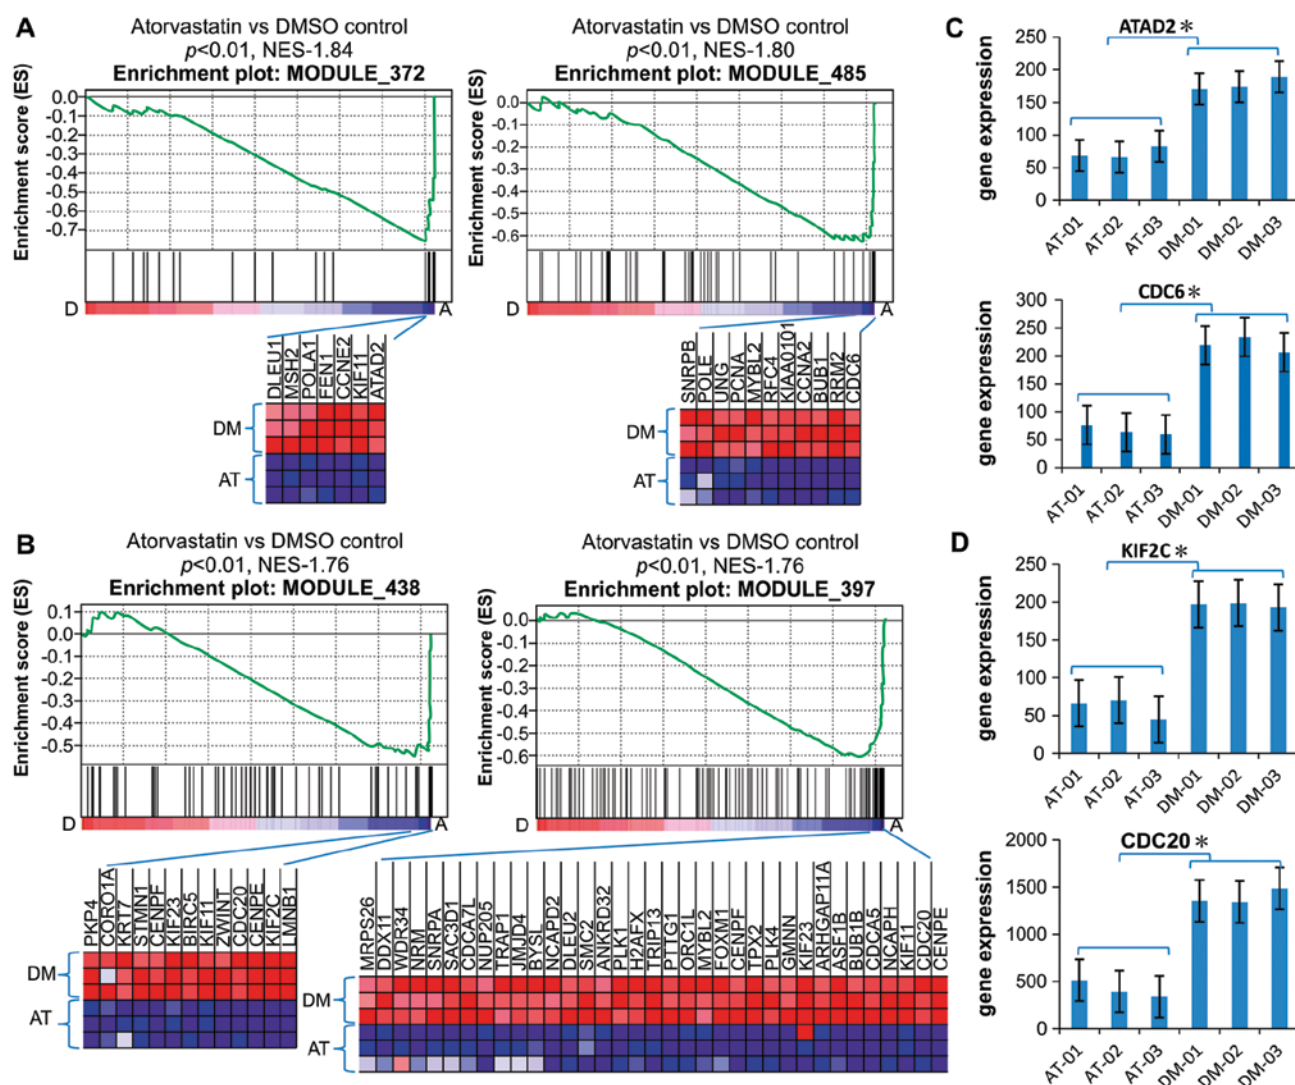 A
Atorvastatin vs DMSO control
p<0.01, NES-1.84
Enrichment plot: MODULE_372
Enrichment score (ES)
0.0
-0.1
-0.2
-0.3
-0.4
-0.5
-0.6
-0.7
D
A
DLEU1
MSH2
POLA1
FEN1
CCNE2
KIF11
ATAD2
DM
AT
Atorvastatin vs DMSO control
p<0.01, NES-1.80
Enrichment plot: MODULE_485
Enrichment score (ES)
0.0
-0.1
-0.2
-0.3
-0.4
-0.5
-0.6
D
A
SNRPB
POLE
UNG
PCNA
MYBL2
RFC4
KIAA0101
CCNA2
BUB1
RRM2
CDC6
DM
AT
B
Atorvastatin vs DMSO control
p<0.01, NES-1.76
Enrichment plot: MODULE_438
Enrichment score (ES)
0.1
0.0
-0.1
-0.2
-0.3
-0.4
-0.5
D
A
PKP4
CORO1A
KRT7
STMN1
CENPF
KIF23
BIRC5
KIF11
ZWINT
CDC20
CENPE
KIF2C
LMNB1
DM
AT
Atorvastatin vs DMSO control
p<0.01, NES-1.76
Enrichment plot: MODULE_397
Enrichment score (ES)
0.0
-0.1
-0.2
-0.3
-0.4
-0.5
-0.6
D
A
MRPS26
DDX11
WDR34
NRM
SNRPA
SAC3D1
CDCA7L
NUP205
TRAP1
JMJD4
BYSL
NCAPD2
DLEU2
SMC2
ANKRD32
PLK1
H2AFX
TRIP13
PTTG1
ORC1L
MYBL2
FOXM1
CENPF
TPX2
PLK4
GMNN
KIF23
ARHGAP11A
ASF1B
BUB1B
CDCA5
NCAPH
KIF11
CDC20
CENPE
DM
AT
C
ATAD2 *
gene expression
250
200
150
100
50
0
AT-01
AT-02
AT-03
DM-01
DM-02
DM-03
CDC6 *
gene expression
300
250
200
150
100
50
0
AT-01
AT-02
AT-03
DM-01
DM-02
DM-03
D
KIF2C *
gene expression
250
200
150
100
50
0
AT-01
AT-02
AT-03
DM-01
DM-02
DM-03
CDC20 *
gene expression
2000
1500
1000
500
0
AT-01
AT-02
AT-03
DM-01
DM-02
DM-03